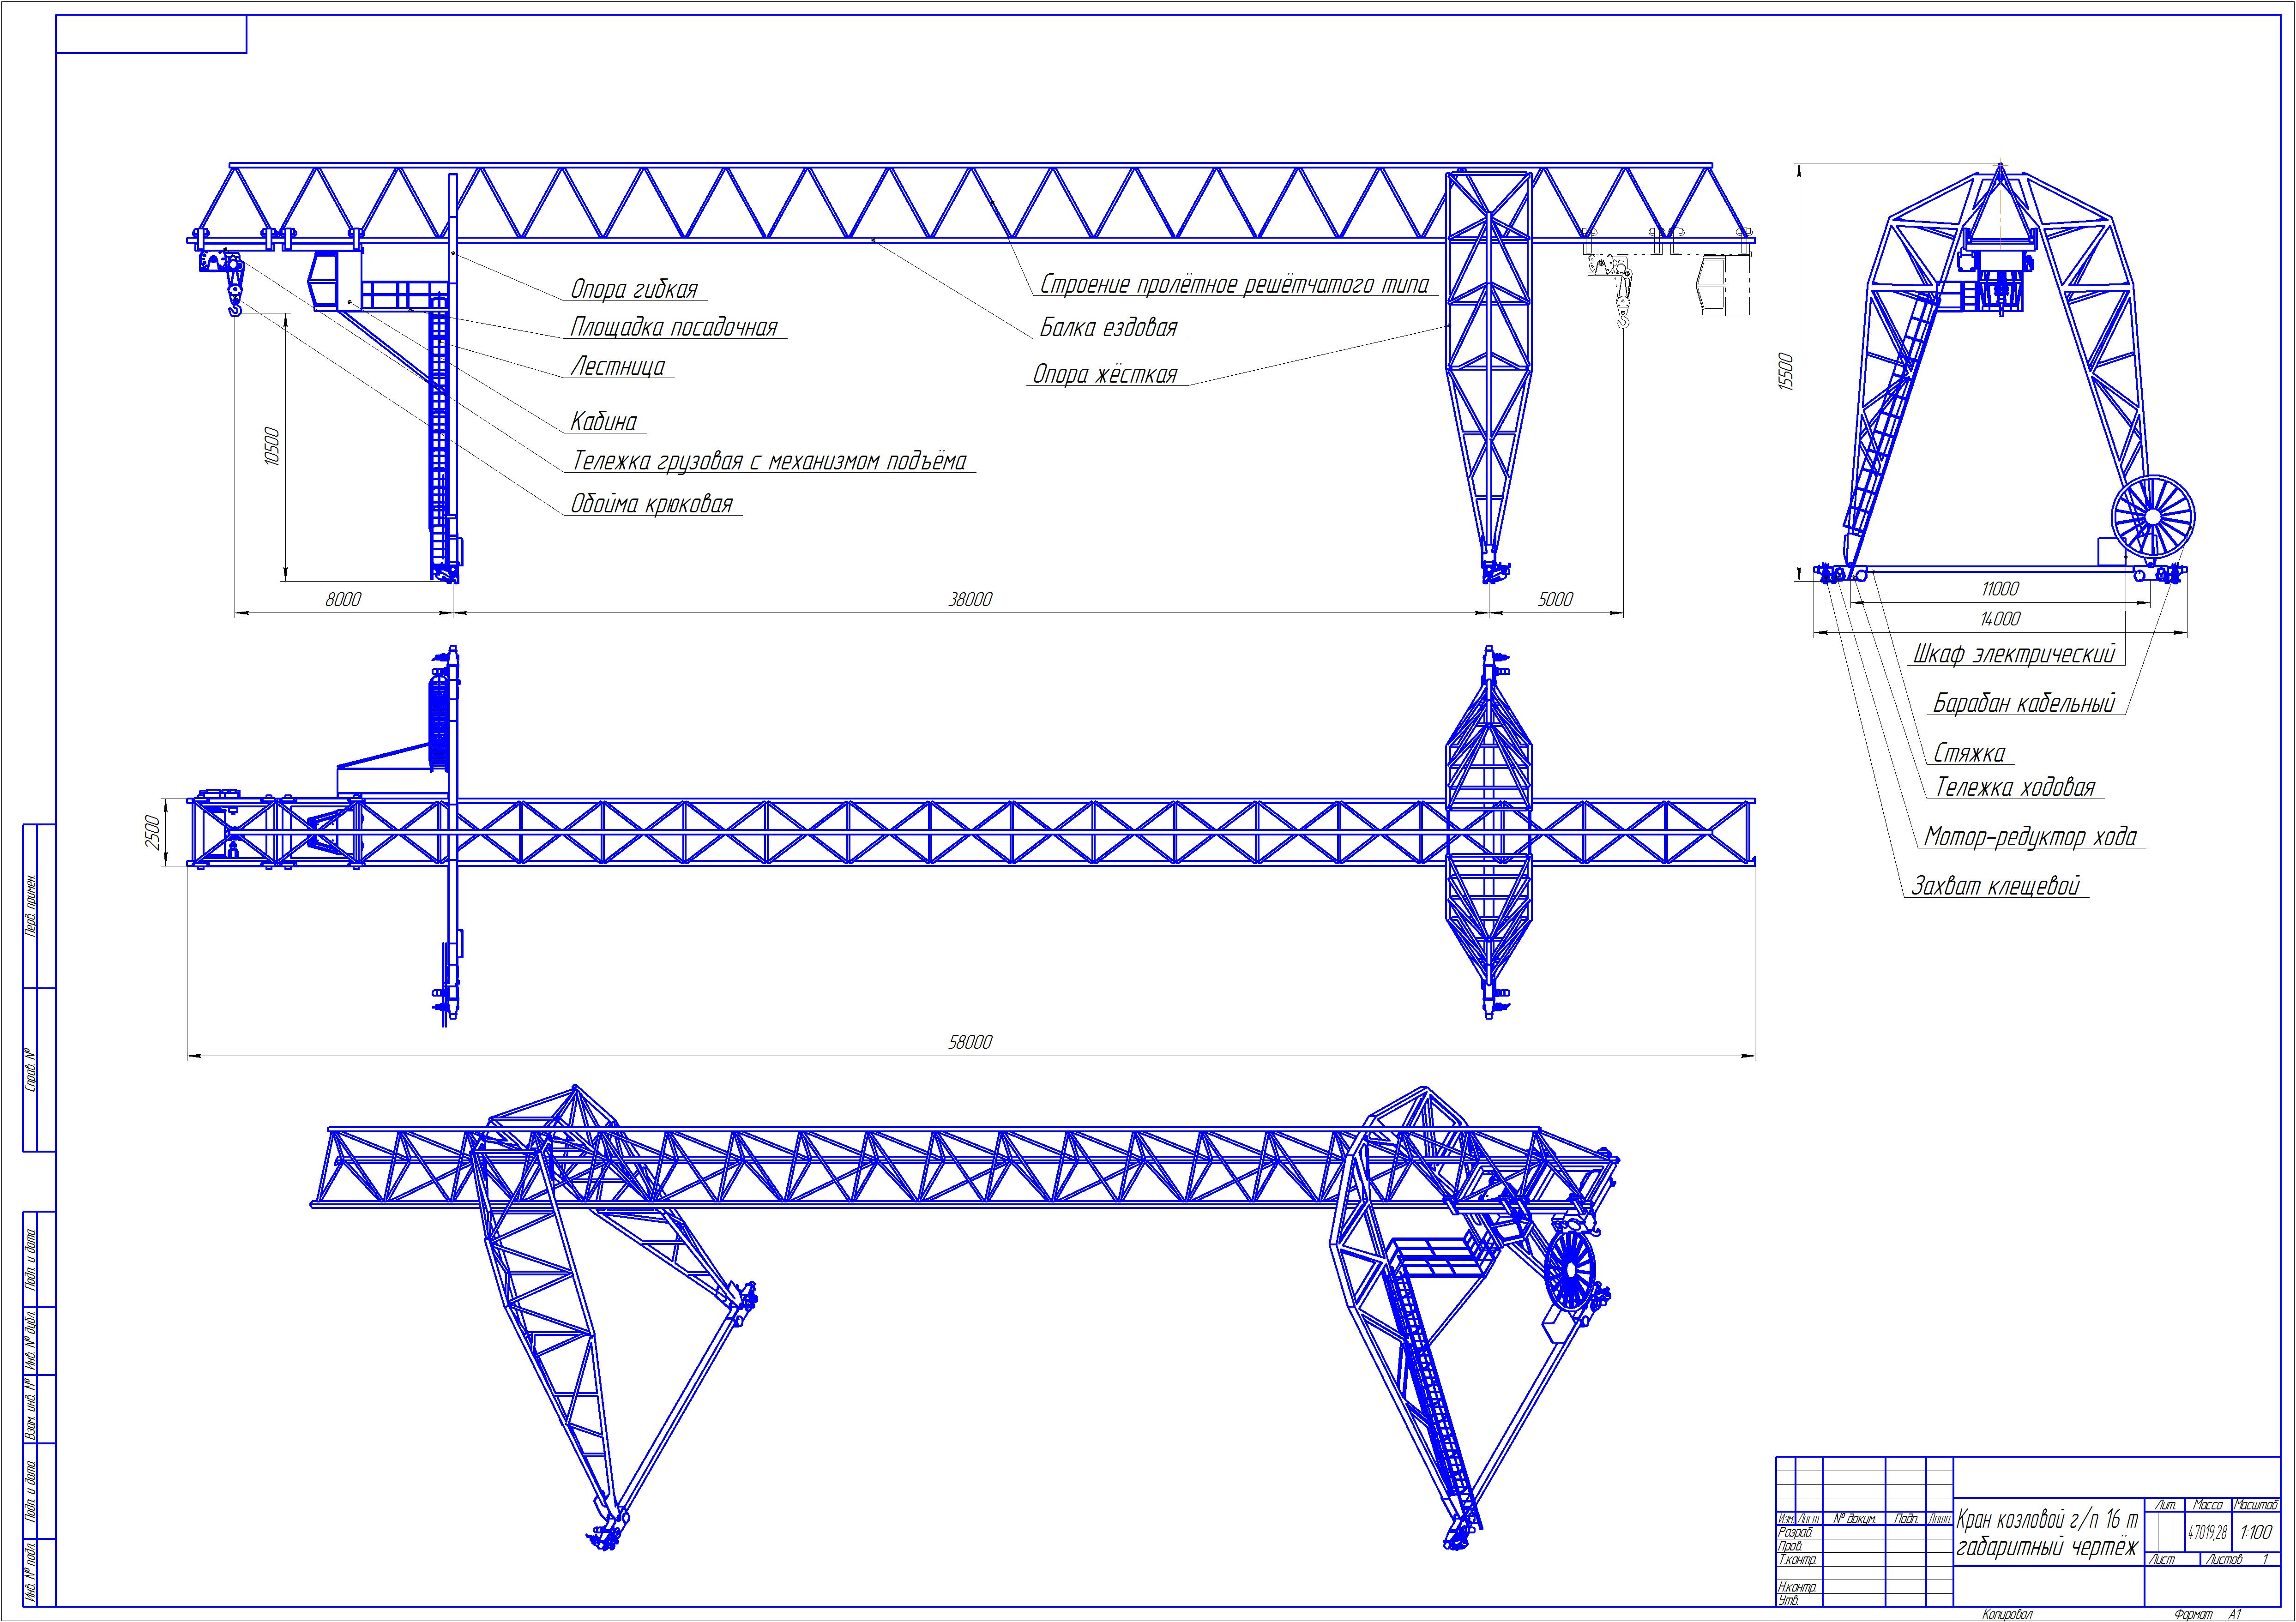 Опора гибкая
Площадка посадочная
Лестница
Кабина
Тележка грузовая с механизмом подъёма
Обойма крюковая
Строение пролётное решётчатого типа
Балка ездовая
Опора жёсткая
10500
8000
38000
5000
15500
11000
14000
Шкаф электрический
Барабан кабельный
Стяжка
Тележка ходовая
Мотор-редуктор хода
Захват клещевой
2500
58000
Перв. примен.
Справ. №
Подп. и дата
Инв. № дубл.
Взам. инв. №
Подп. и дата
Инв. № подл.
Изм. Лист № докум. Подп. Дата
Разраб.
Пров.
Т.контр.
Н.контр.
Утв.
Кран козловой г/п 16 т
габаритный чертёж
Лит. Масса Масштаб
47019,28 1:100
Лист Листов 1
Копировал Формат А1